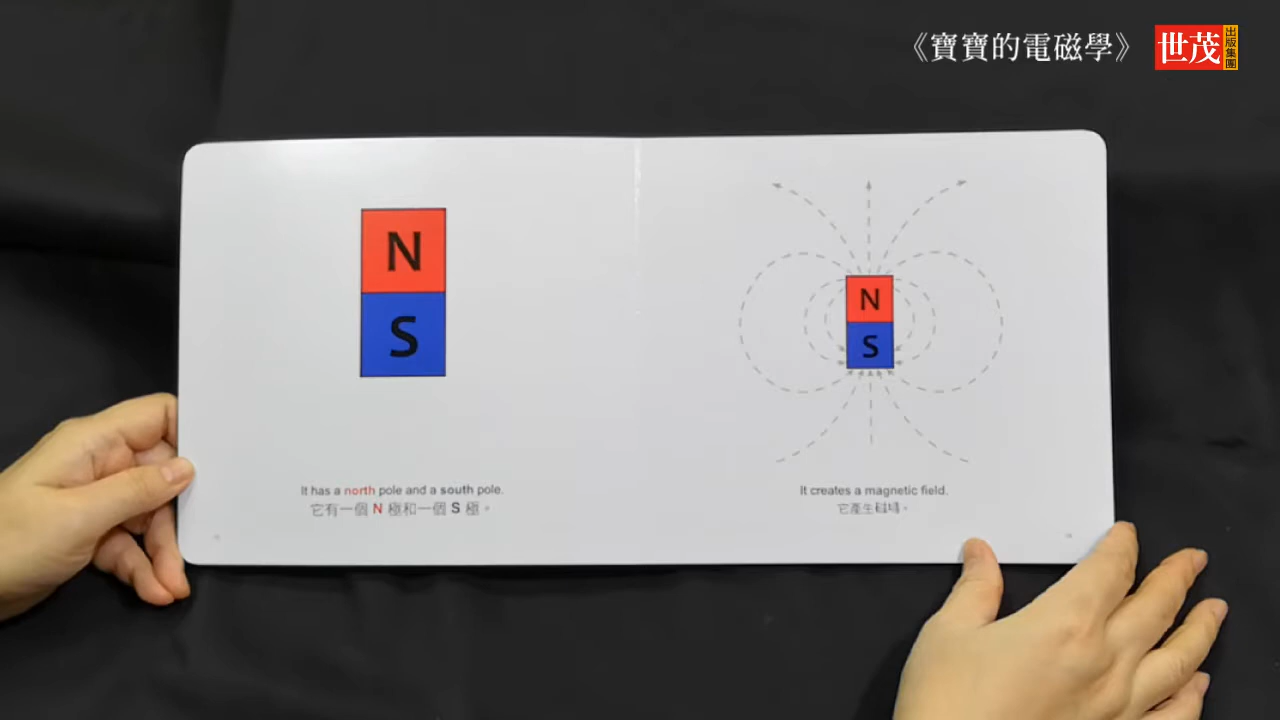 《寶寶的電磁學》
世茂
出版集團
N
S
It has a north pole and a south pole.
它有一個 N 極和一個 S 極。
N
S
It creates a magnetic field.
它產生磁場。